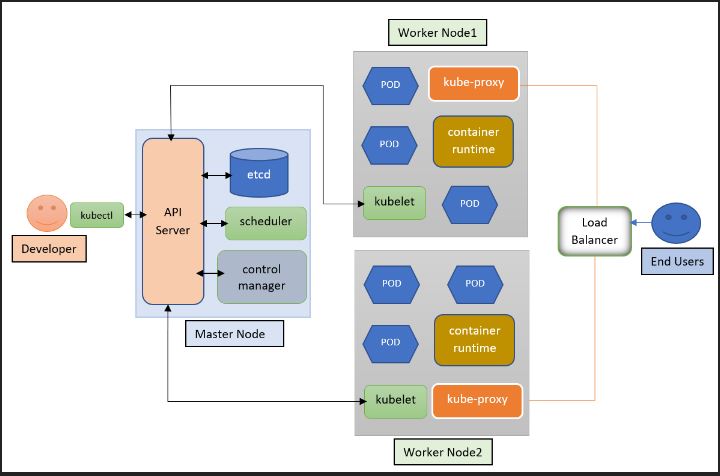 Worker Node1
POD
kube-proxy
POD
container
runtime
kubelet
POD
etcd
API
Server
scheduler
control
manager
kubectl
Developer
Master Node
Load
Balancer
End Users
POD
POD
POD
container
runtime
kubelet
kube-proxy
Worker Node2